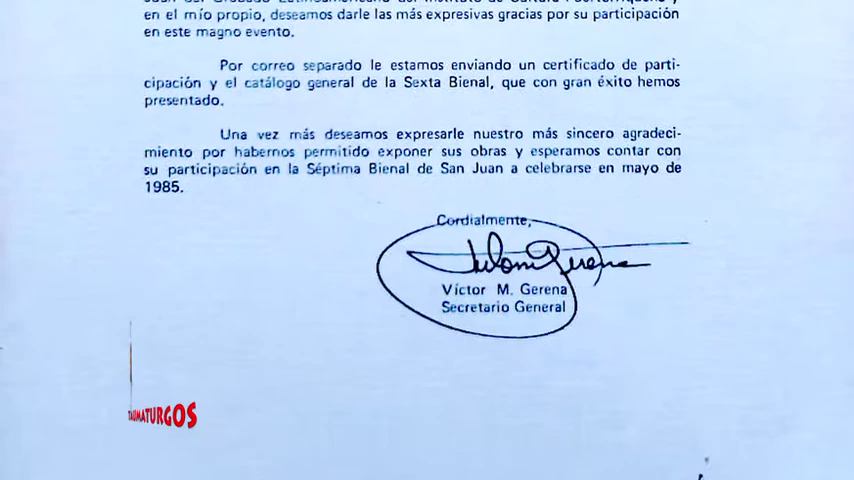 en el mío propio, deseamos darle las más expresivas gracias por su participación
en este magno evento.
Por correo separado le estamos enviando un certificado de parti-
cipación y el catálogo general de la Sexta Bienal, que con gran éxito hemos
presentado.
Una vez más deseamos expresarle nuestro más sincero agradeci-
miento por habernos permitido exponer sus obras y esperamos contar con
su participación en la Séptima Bienal de San Juan a celebrarse en mayo de
1985.
Cordialmente,
Víctor M. Gerena
Secretario General
TAUMATURGOS